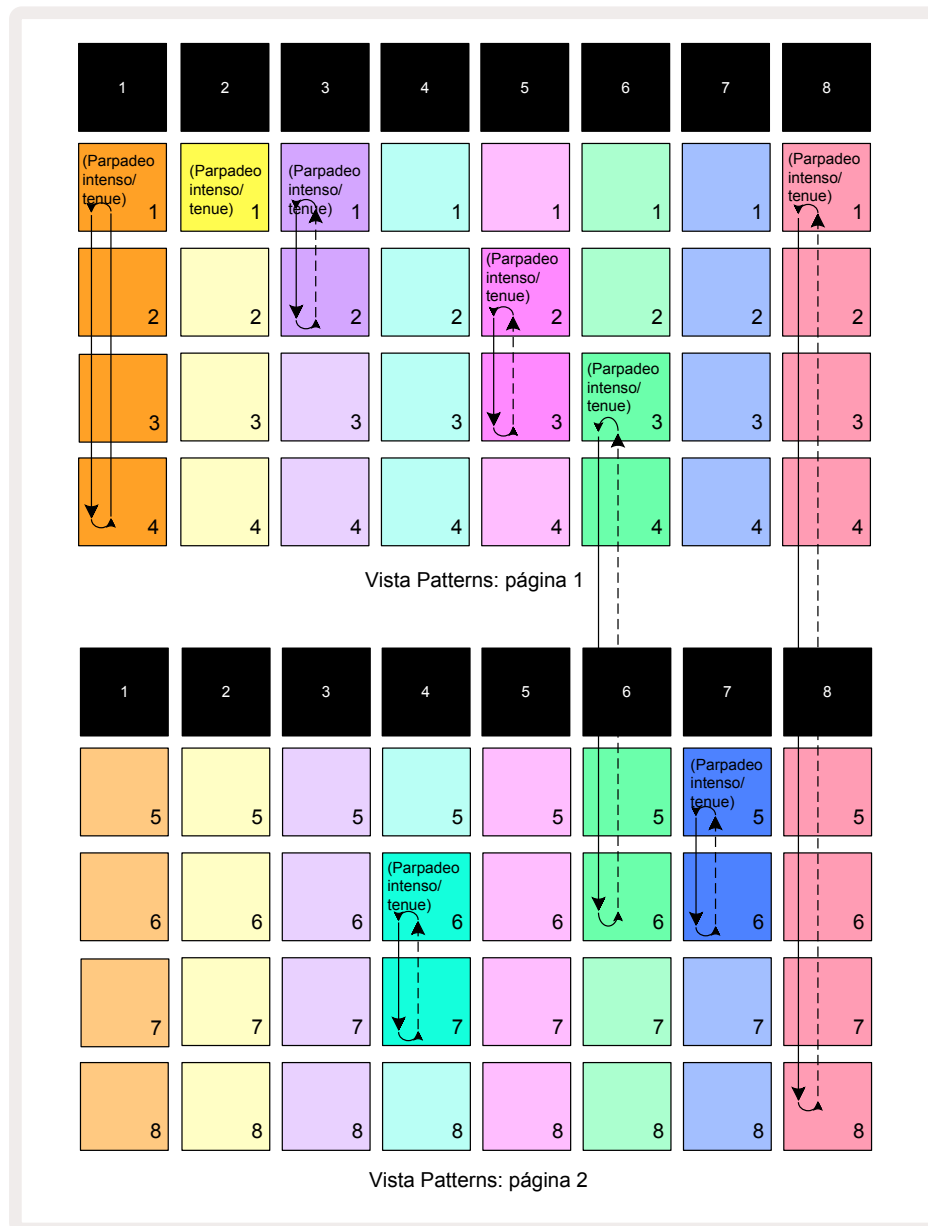 1 2 3 4 5 6 7 8
(Parpadeo
intenso/
tenue) 1
(Parpadeo
intenso/
tenue) 1
(Parpadeo
intenso/
tenue) 1
1 1 1 1
(Parpadeo
intenso/
tenue) 1
2 2 2 2
(Parpadeo
intenso/
tenue) 2
2 2 2
3 3 3 3 3
(Parpadeo
intenso/
tenue) 3
3 3
4 4 4 4 4 4 4 4
Vista Patterns: página 1
1 2 3 4 5 6 7 8
5 5 5 5 5 5
(Parpadeo
intenso/
tenue) 5
5
6 6 6
(Parpadeo
intenso/
tenue) 6
6 6 6 6
7 7 7 7 7 7 7 7
8 8 8 8 8 8 8 8
Vista Patterns: página 2